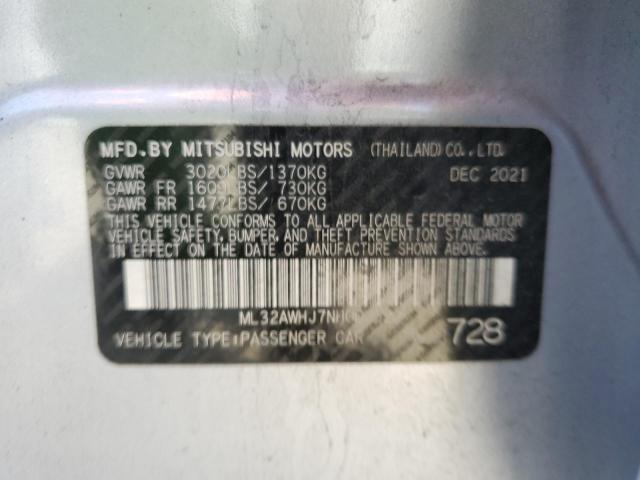 MFD.BY MITSUBISHI MOTORS (THAILAND) CO.,LTD.
GVWR 3020LBS/1370KG DEC 2021
GAWR FR 1609LBS/ 730KG
GAWR RR 1477LBS/ 670KG
THIS VEHICLE CONFORMS TO ALL APPLICABLE FEDERAL MOTOR
VEHICLE SAFETY, BUMPER, AND THEFT PREVENTION STANDARDS
IN EFFECT ON THE DATE OF MANUFACTURE SHOWN ABOVE.
VEHICLE TYPE:PASSENGER CAR
728